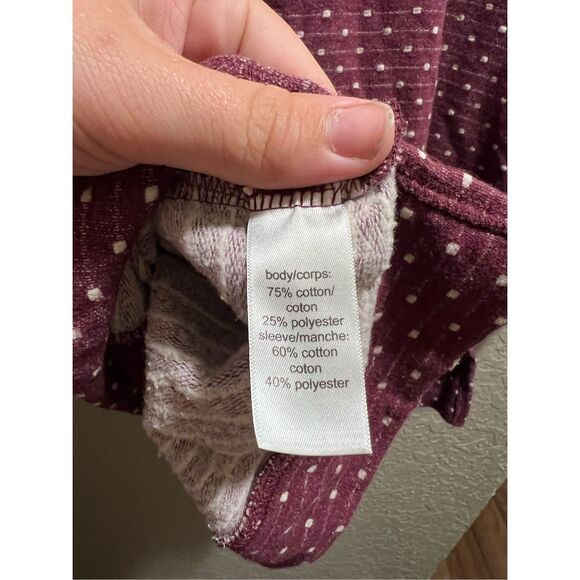 body/corps:
75% cotton/
coton
25% polyester
sleeve/manche:
60% cotton
coton
40% polyester